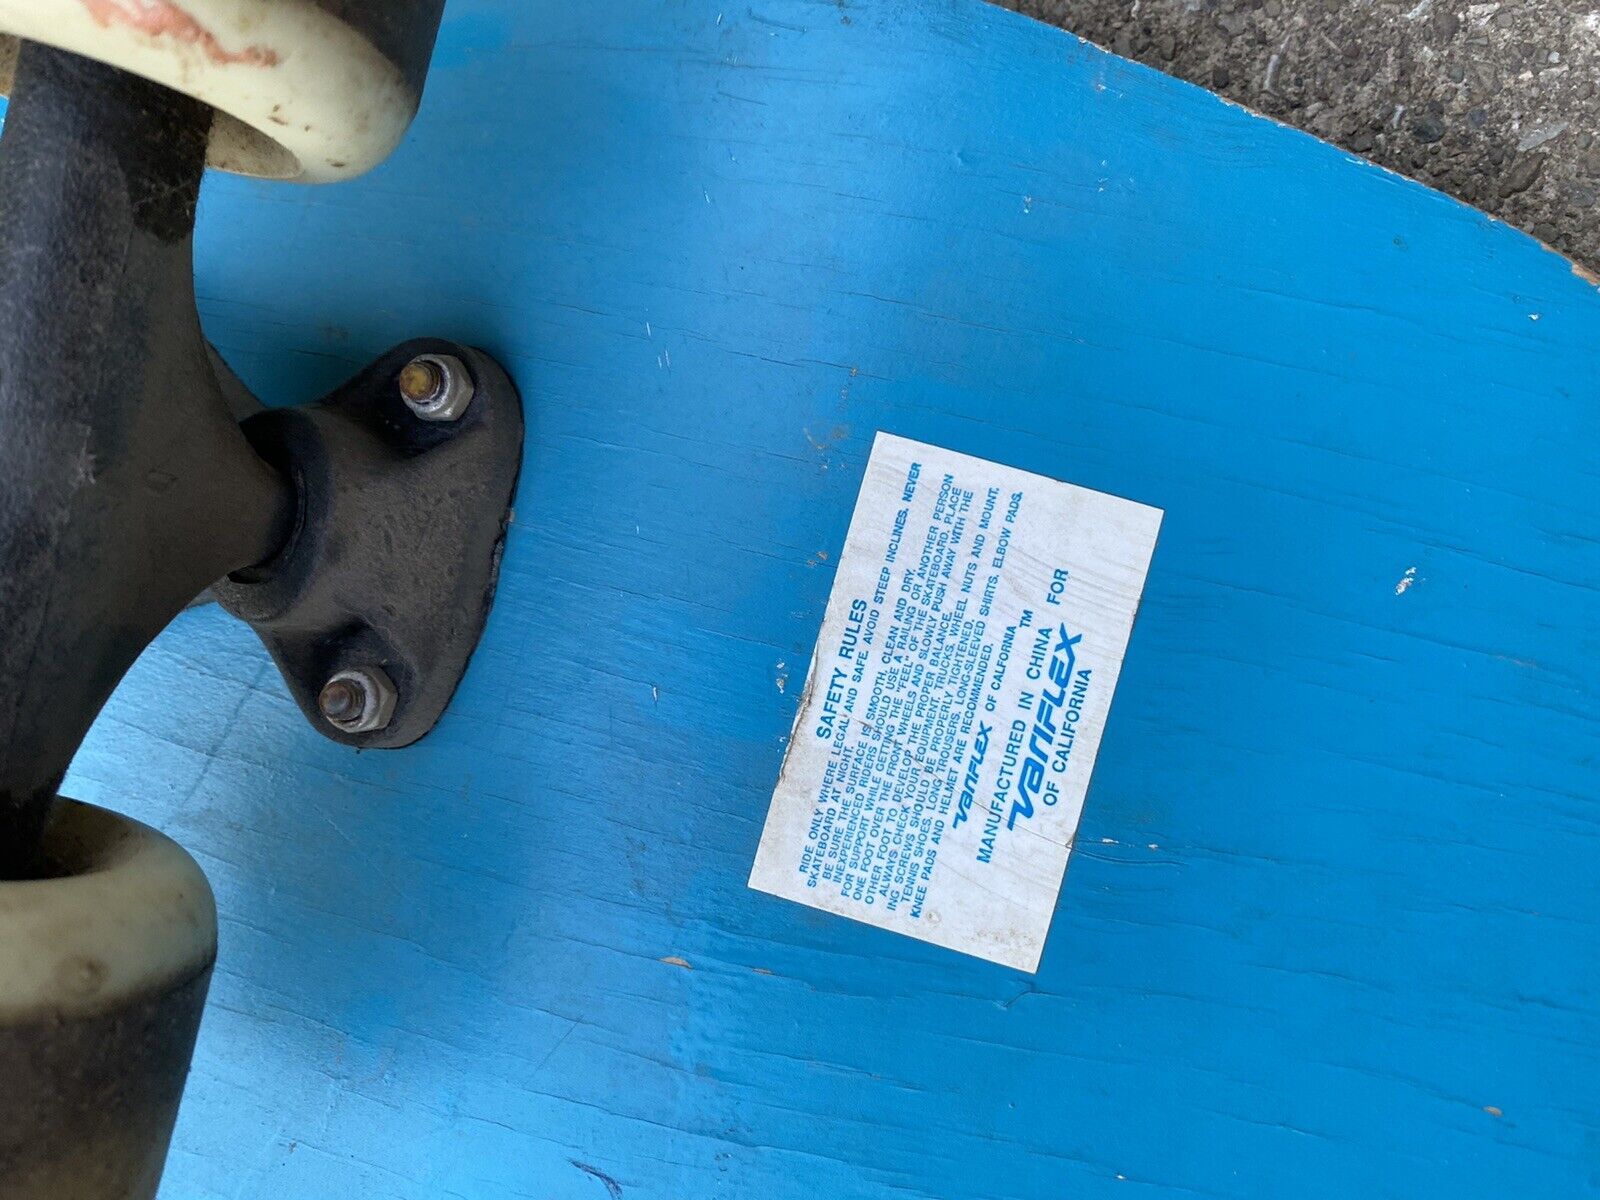 SAFETY RULES
RIDE ONLY WHERE LEGAL AND SAFE. AVOID STEEP INCLINES. NEVER
SKATEBOARD AT NIGHT.
BE SURE THE SURFACE IS SMOOTH, CLEAN AND DRY.
INEXPERIENCED RIDERS SHOULD USE A RAILING OR ANOTHER PERSON
FOR SUPPORT WHILE GETTING THE "FEEL" OF THE SKATEBOARD. PLACE
ONE FOOT OVER THE FRONT WHEELS AND SLOWLY PUSH AWAY WITH THE
OTHER FOOT TO DEVELOP THE PROPER BALANCE.
ALWAYS CHECK YOUR EQUIPMENT. TRUCKS, WHEEL NUTS AND MOUNT-
ING SCREWS SHOULD BE PROPERLY TIGHTENED.
TENNIS SHOES, LONG TROUSERS, LONG-SLEEVED SHIRTS, ELBOW PADS,
KNEE PADS AND HELMET ARE RECOMMENDED.
VARIFLEX OF CALIFORNIA
MANUFACTURED IN CHINA FOR
VARIFLEX™
OF CALIFORNIA